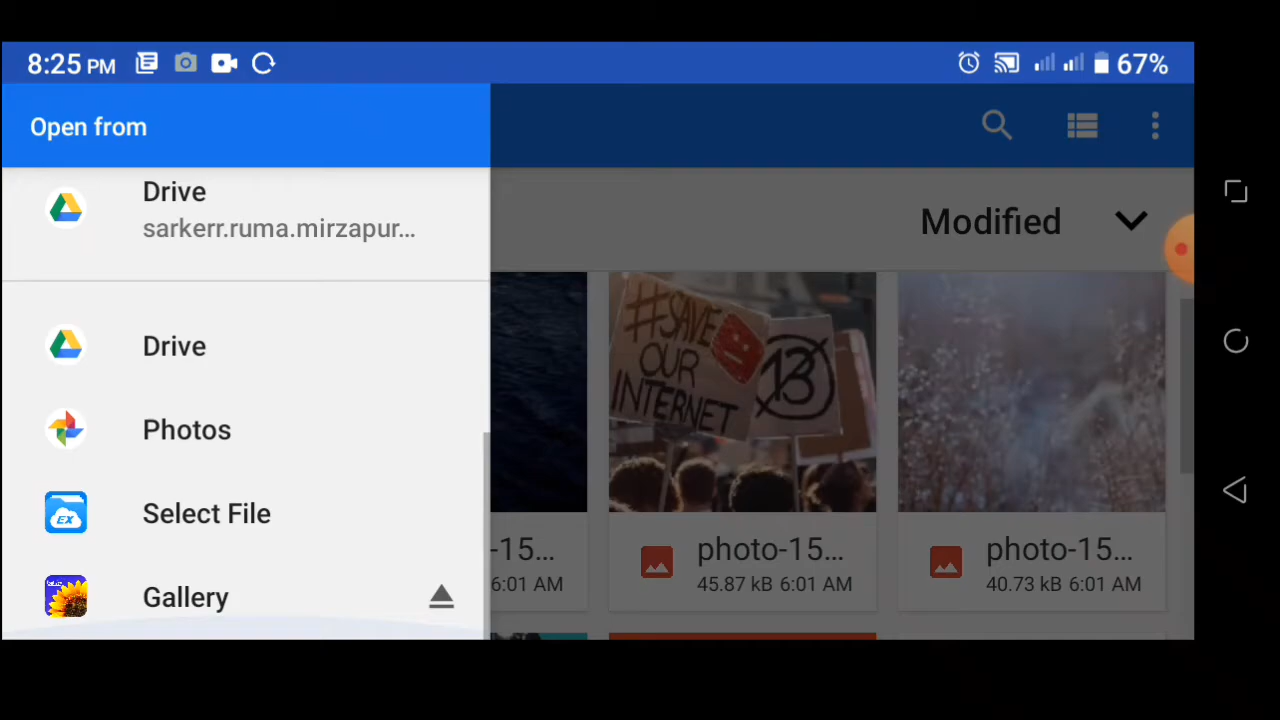 8:25 PM
67%
Open from
Drive
sarkerr.ruma.mirzapur...
Modified
Drive
Photos
Select File
Gallery
#SAVE
OUR
INTERNET
13
-15...
6:01 AM
photo-15...
45.87 kB 6:01 AM
photo-15...
40.73 kB 6:01 AM